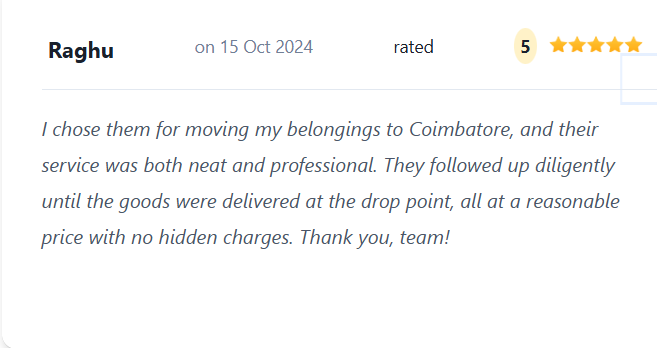 Raghu on 15 Oct 2024 rated 5 ⭐⭐⭐⭐⭐
I chose them for moving my belongings to Coimbatore, and their
service was both neat and professional. They followed up diligently
until the goods were delivered at the drop point, all at a reasonable
price with no hidden charges. Thank you, team!